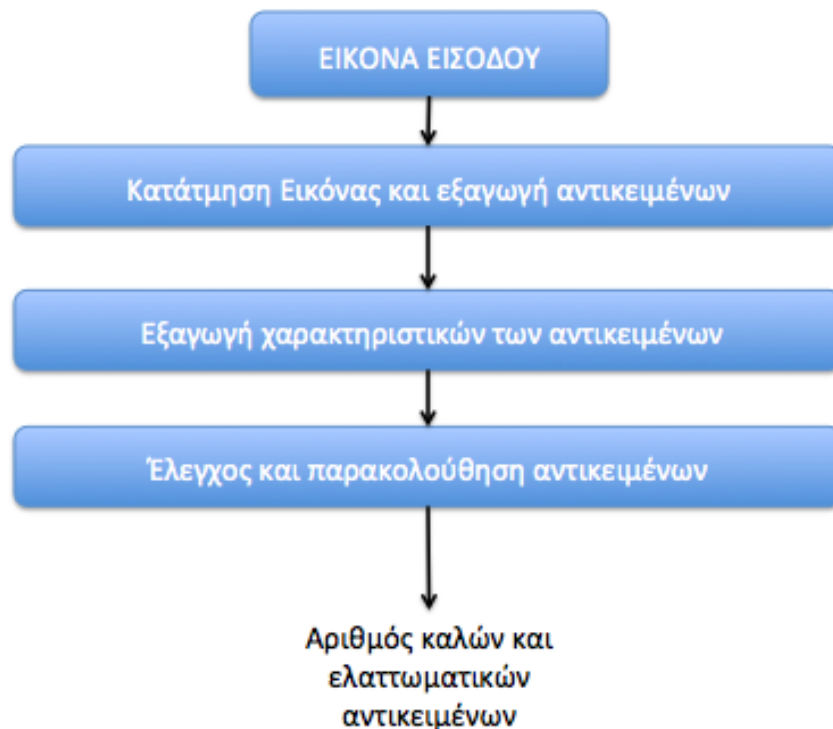 ΕΙΚΟΝΑ ΕΙΣΟΔΟΥ
Κατάτμηση Εικόνας και εξαγωγή αντικειμένων
Εξαγωγή χαρακτηριστικών των αντικειμένων
Έλεγχος και παρακολούθηση αντικειμένων
Αριθμός καλών και
ελαττωματικών
αντικειμένων